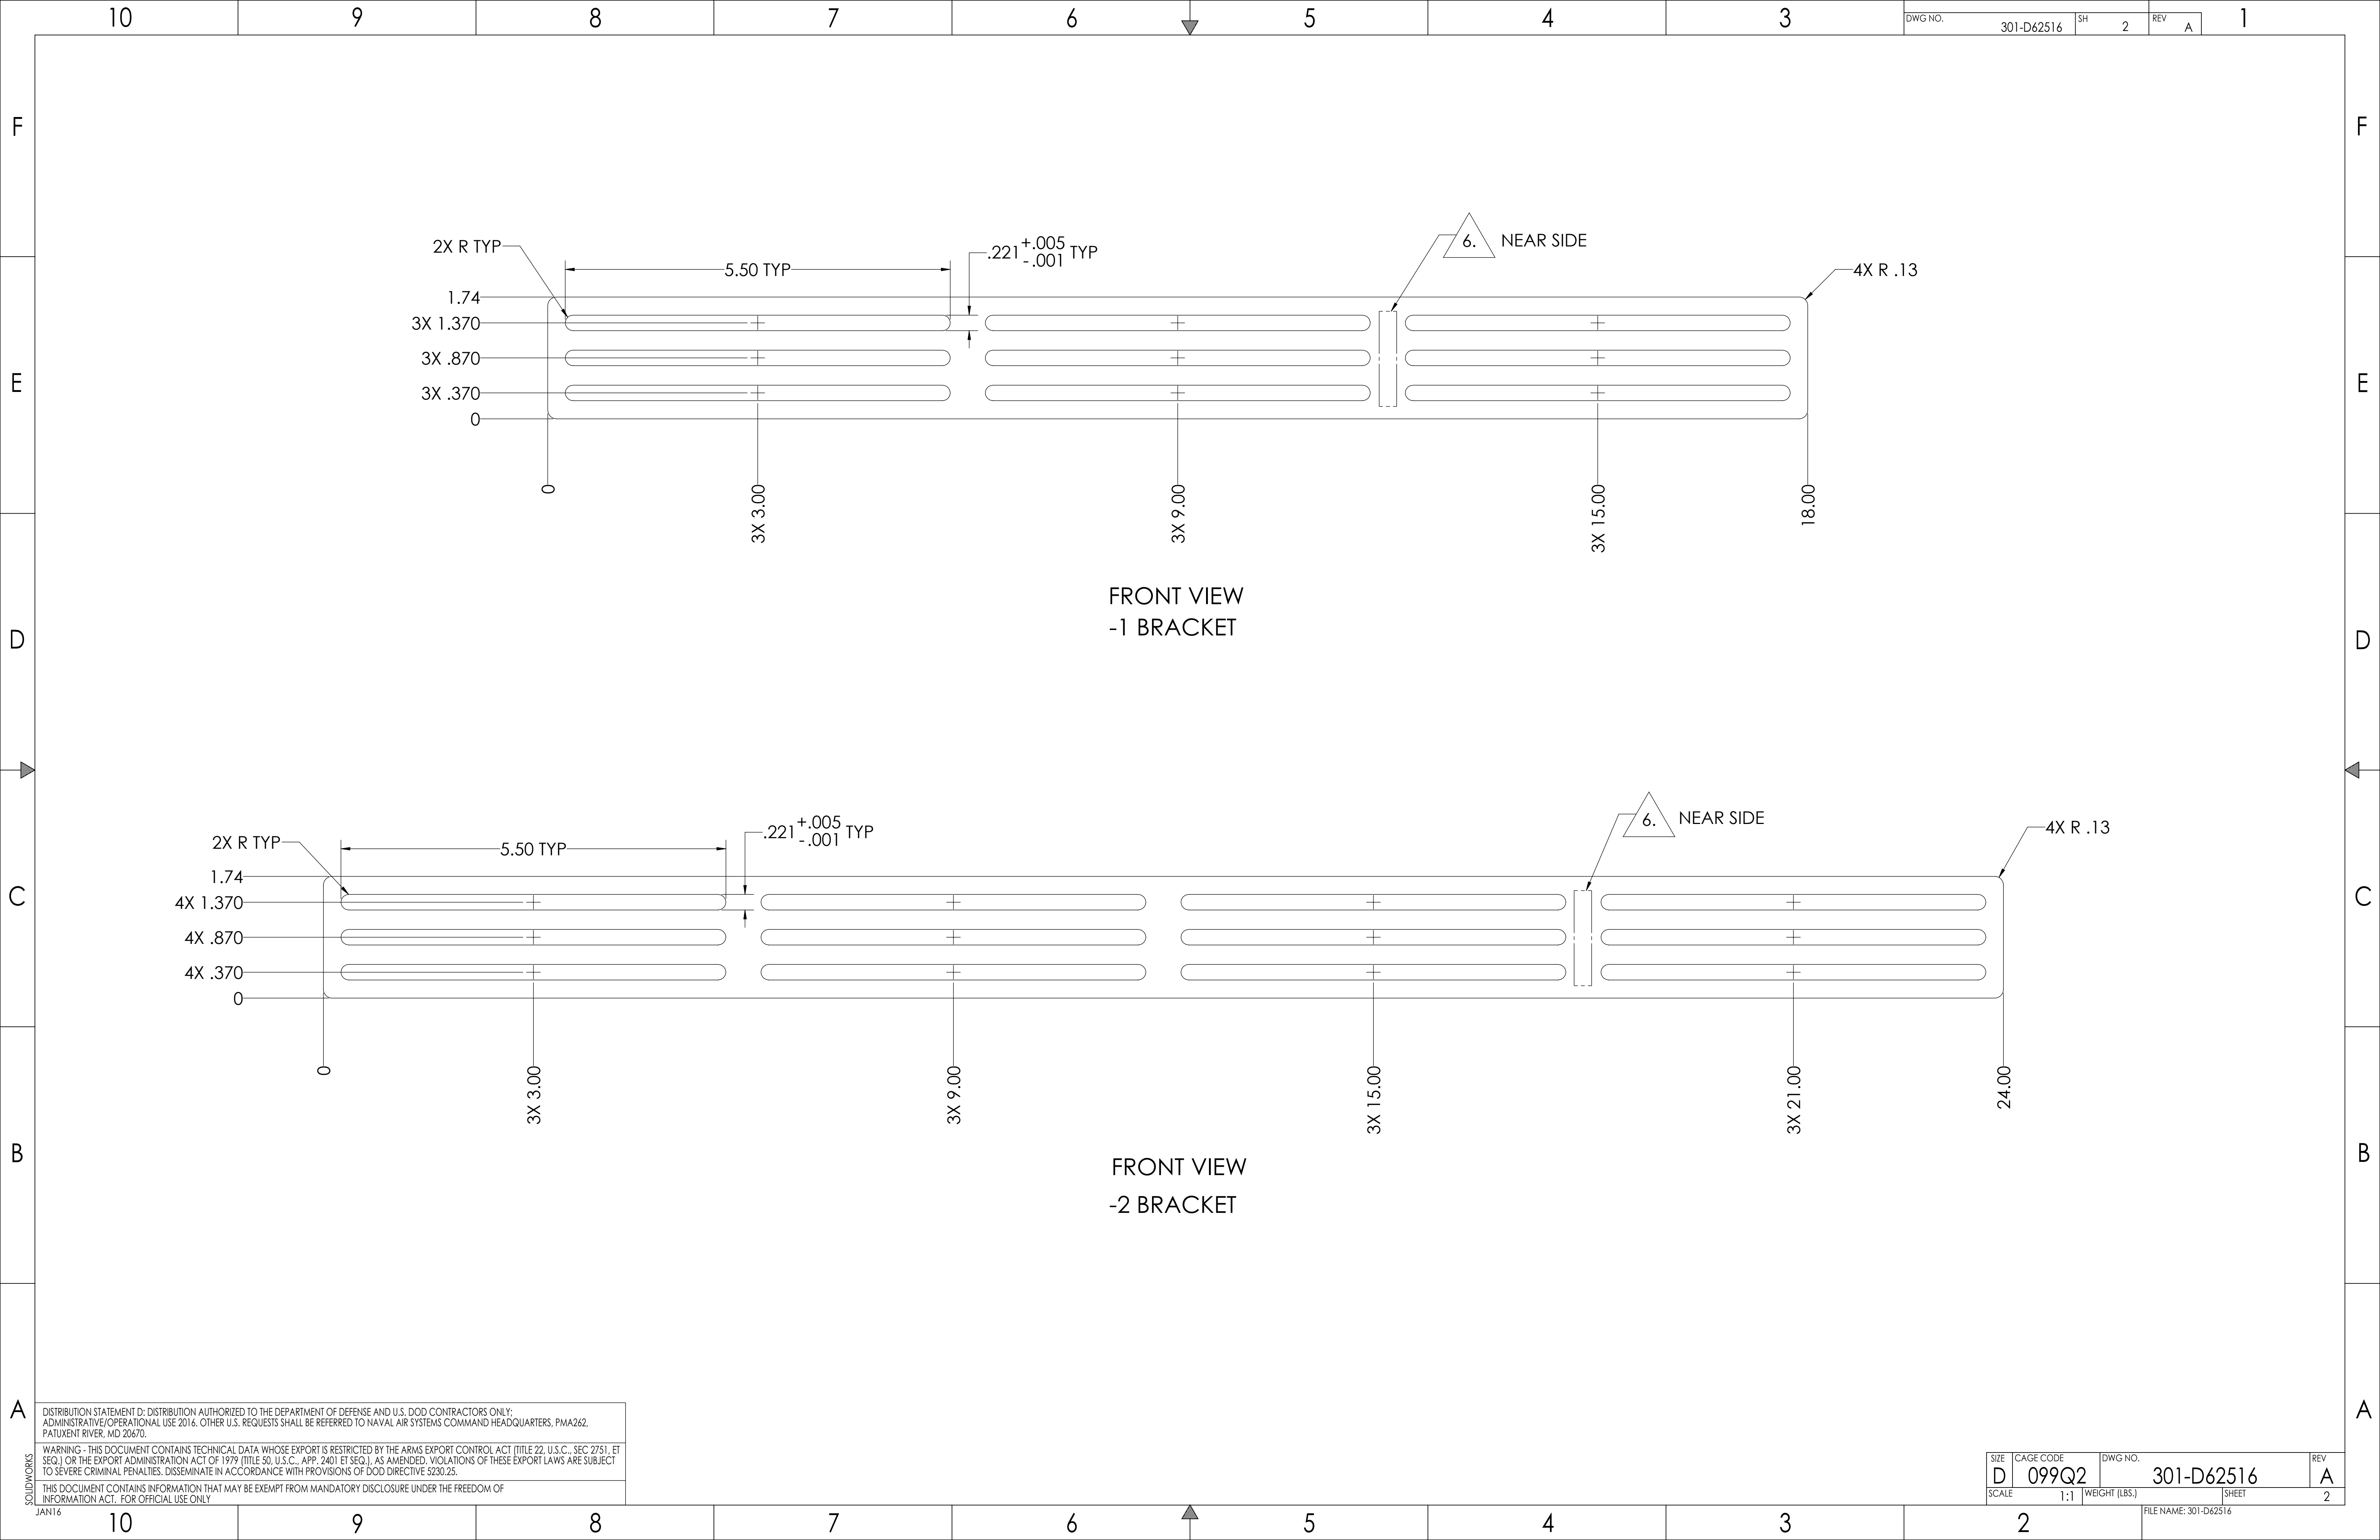 10 9 8 7 6 5 4 3 1
DWG NO. 301-D62516 SH 2 REV A
F F
2X R TYP
5.50 TYP
.221 +.005 TYP
- .001
6. NEAR SIDE
4X R .13
1.74
3X 1.370
3X .870
3X .370
0
E E
0
3X 3.00
3X 9.00
3X 15.00
18.00
FRONT VIEW
-1 BRACKET
D D
2X R TYP
5.50 TYP
.221 +.005 TYP
- .001
6. NEAR SIDE
4X R .13
1.74
4X 1.370
4X .870
4X .370
0
C C
0
3X 3.00
3X 9.00
3X 15.00
3X 21.00
24.00
B B
FRONT VIEW
-2 BRACKET
A A
DISTRIBUTION STATEMENT D: DISTRIBUTION AUTHORIZED TO THE DEPARTMENT OF DEFENSE AND U.S. DOD CONTRACTORS ONLY;
ADMINISTRATIVE/OPERATIONAL USE 2016. OTHER U.S. REQUESTS SHALL BE REFERRED TO NAVAL AIR SYSTEMS COMMAND HEADQUARTERS, PMA262,
PATUXENT RIVER, MD 20670.
WARNING - THIS DOCUMENT CONTAINS TECHNICAL DATA WHOSE EXPORT IS RESTRICTED BY THE ARMS EXPORT CONTROL ACT (TITLE 22, U.S.C., SEC 2751, ET
SEQ.) OR THE EXPORT ADMINISTRATION ACT OF 1979 (TITLE 50, U.S.C., APP. 2401 ET SEQ.), AS AMENDED. VIOLATIONS OF THESE EXPORT LAWS ARE SUBJECT
TO SEVERE CRIMINAL PENALTIES. DISSEMINATE IN ACCORDANCE WITH PROVISIONS OF DOD DIRECTIVE 5230.25.
THIS DOCUMENT CONTAINS INFORMATION THAT MAY BE EXEMPT FROM MANDATORY DISCLOSURE UNDER THE FREEDOM OF
INFORMATION ACT. FOR OFFICIAL USE ONLY
SOLIDWORKS
JAN16
SIZE D CAGE CODE 099Q2 DWG NO. 301-D62516 REV A
SCALE 1:1 WEIGHT (LBS.) SHEET 2
FILE NAME: 301-D62516
10 9 8 7 6 5 4 3 2